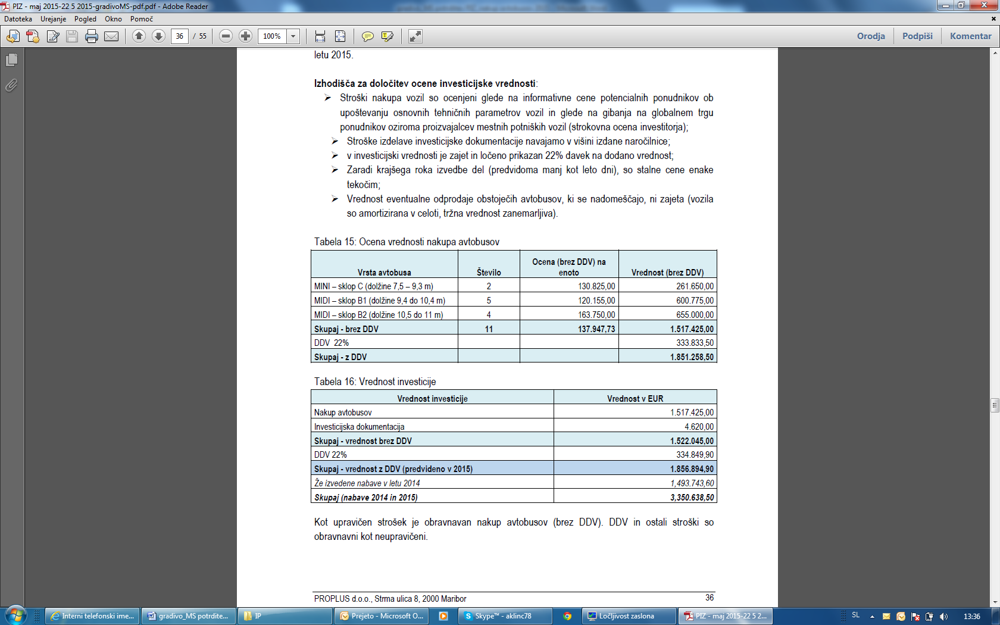 PIZ - maj 2015-22 5 2015-gradivoMS-pdf.pdf - Adobe Reader
Datoteka Urejanje Pogled Okno Pomoč
36 / 55 100% Orodja Podpiši Komentar
letu 2015.
Izhodišča za določitev ocene investicijske vrednosti:
Stroški nakupa vozil so ocenjeni glede na informativne cene potencialnih ponudnikov ob
upoštevanju osnovnih tehničnih parametrov vozil in glede na gibanja na globalnem trgu
ponudnikov oziroma proizvajalcev mestnih potniških vozil (strokovna ocena investitorja);
Stroške izdelave investicijske dokumentacije navajamo v višini izdane naročilnice;
v investicijski vrednosti je zajet in ločeno prikazan 22% davek na dodano vrednost;
Zaradi krajšega roka izvedbe del (predvidoma manj kot leto dni), so stalne cene enake
tekočim;
Vrednost eventualne odprodaje obstoječih avtobusov, ki se nadomeščajo, ni zajeta (vozila
so amortizirana v celoti, tržna vrednost zanemarljiva).
Tabela 15: Ocena vrednosti nakupa avtobusov
Vrsta avtobusa Število Ocena (brez DDV) na
enoto Vrednost (brez DDV)
MINI – sklop C (dolžine 7,5 – 9,3 m) 2 130.825,00 261.650,00
MIDI – sklop B1 (dolžine 9,4 do 10,4 m) 5 120.155,00 600.775,00
MIDI – sklop B2 (dolžine 10,5 do 11 m) 4 163.750,00 655.000,00
Skupaj - brez DDV 11 137.947,73 1.517.425,00
DDV 22% 333.833,50
Skupaj - z DDV 1.851.258,50
Tabela 16: Vrednost investicije
Vrednost investicije Vrednost v EUR
Nakup avtobusov 1.517.425,00
Investicijska dokumentacija 4.620,00
Skupaj - vrednost brez DDV 1.522.045,00
DDV 22% 334.849,90
Skupaj - vrednost z DDV (predvideno v 2015) 1.856.894,90
Že izvedene nabave v letu 2014 1,493.743,60
Skupaj (nabave 2014 in 2015) 3,350.638,50
Kot upravičen strošek je obravnavan nakup avtobusov (brez DDV). DDV in ostali stroški so
obravnavni kot neupravičeni.
PROPLUS d.o.o., Strma ulica 8, 2000 Maribor 36
Interni telefonski ime... gradivo_MS potrdite... IP Prejeto - Microsoft O... Skype™ - aklinc78 Ločljivost zaslona PIZ - maj 2015-22 5 2... SL 13:36